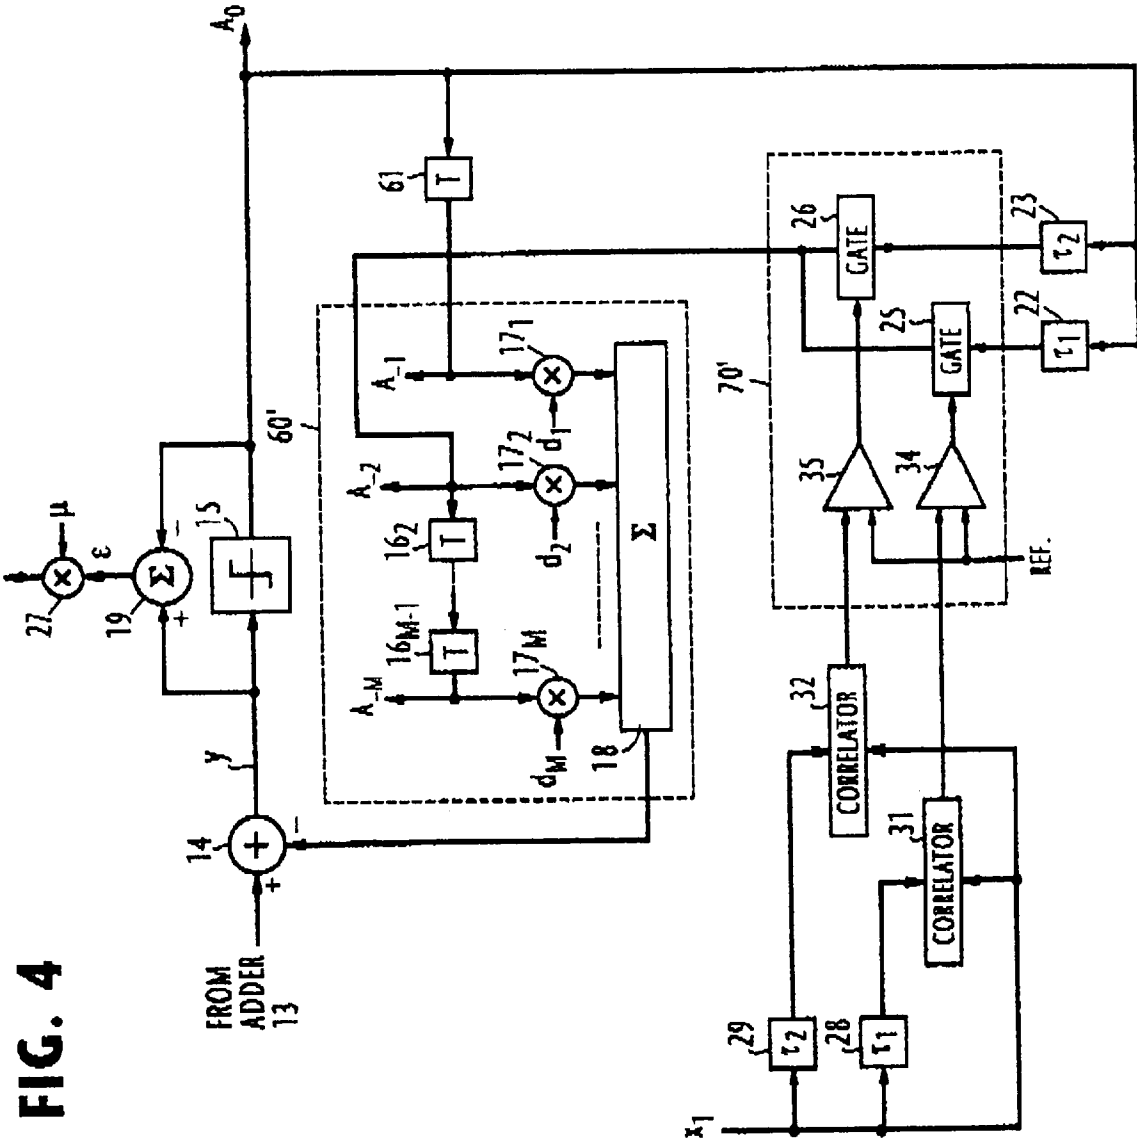 FIG. 4
FROM
ADDER
13
+
14
+
−
y
27
×
μ
ε
19
Σ
+
−
15
A0
60'
A-M
16M-1
T
A-2
162
T
A-1
61
T
17M
×
dM
172
×
d2
171
×
d1
18
Σ
70'
35
34
26
GATE
25
GATE
REF.
23
τ2
22
τ1
32
CORRELATOR
31
CORRELATOR
29
τ2
28
τ1
x1